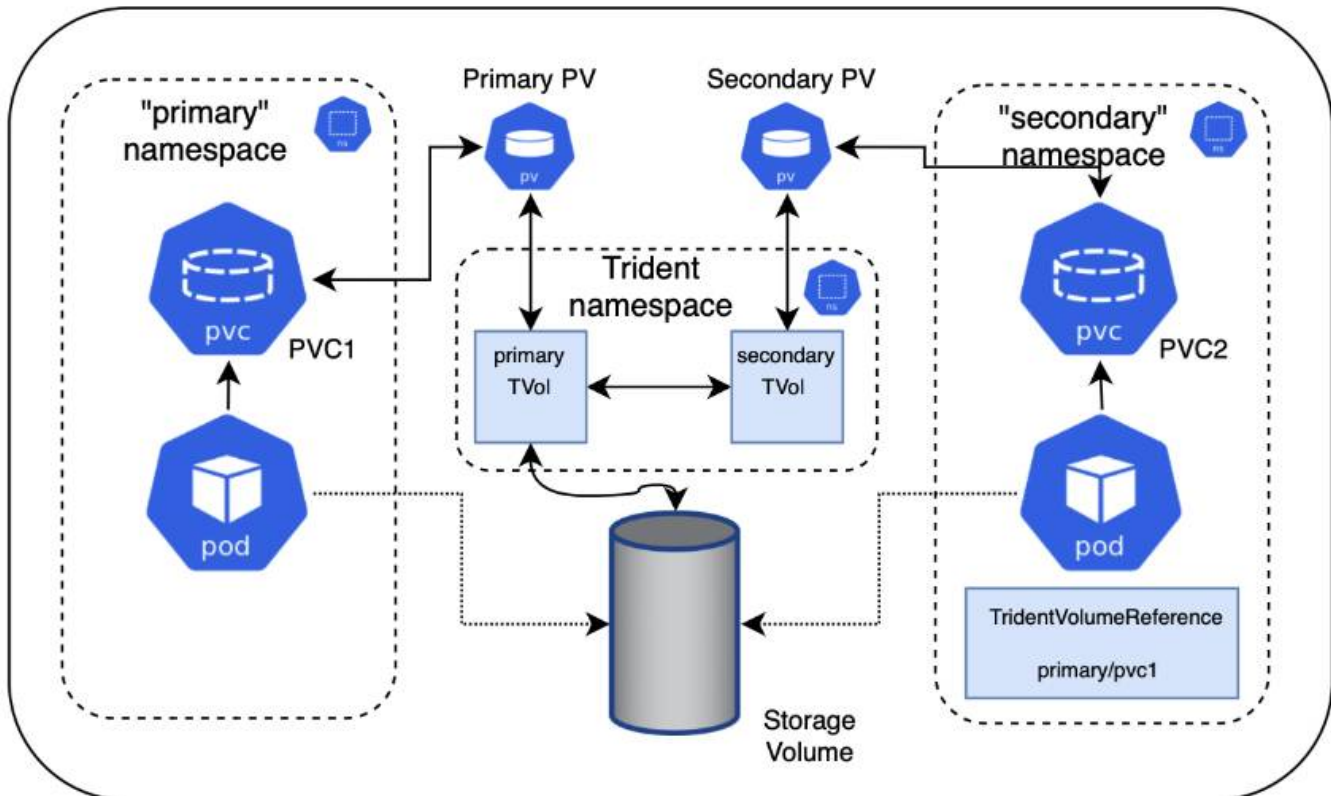 Primary PV
Secondary PV
"primary"
namespace
ns
pv
pv
"secondary"
namespace
ns
Trident
namespace
ns
pvc
PVC1
primary
TVol
secondary
TVol
pvc
PVC2
pod
pod
TridentVolumeReference
primary/pvc1
Storage
Volume